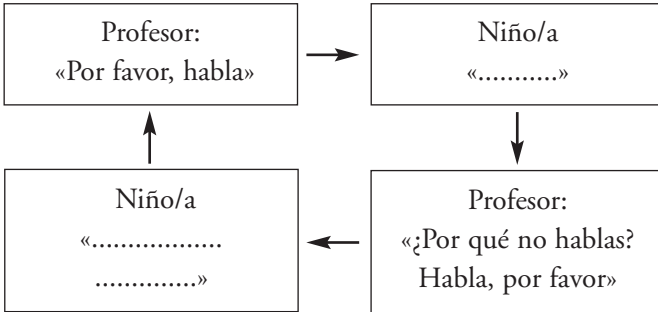 Profesor:
«Por favor, habla»
Niño/a
«...........»
Profesor:
«¿Por qué no hablas?
Habla, por favor»
Niño/a
«..................
..............»